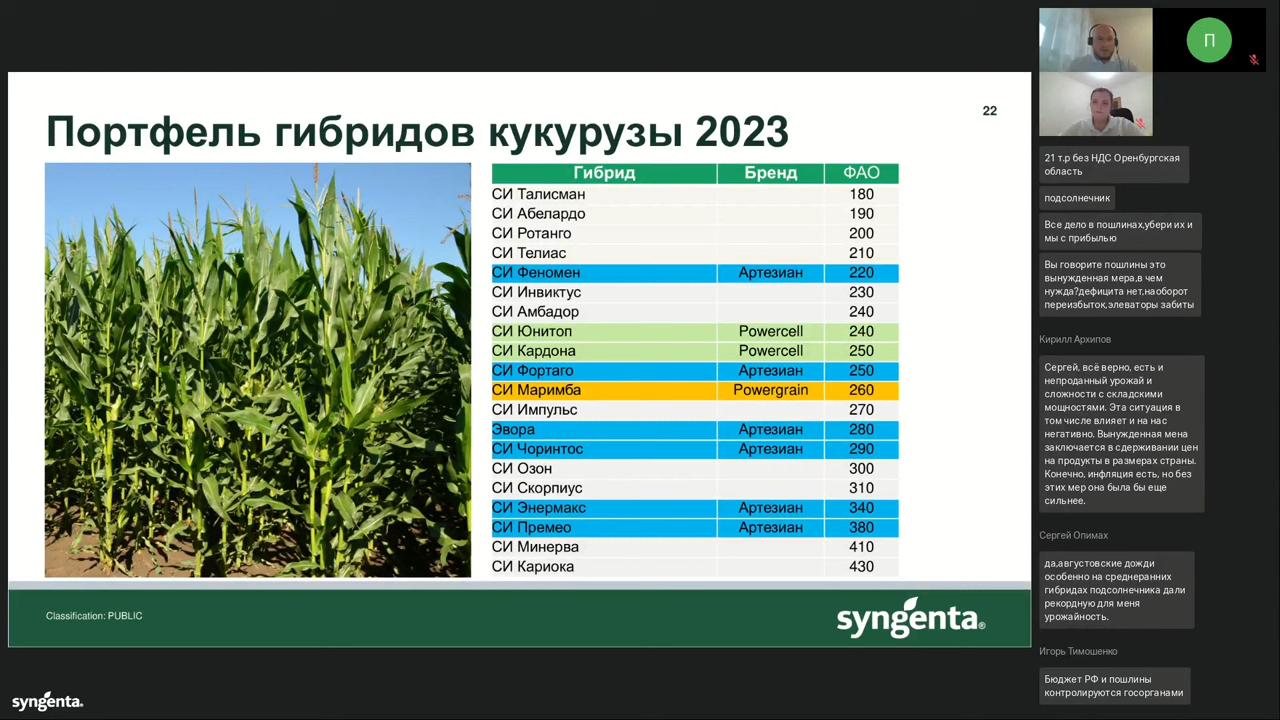 22
Портфель гибридов кукурузы 2023
Гибрид Бренд ФАО
СИ Талисман 180
СИ Абелардо 190
СИ Ротанго 200
СИ Телиас 210
СИ Феномен Артезиан 220
СИ Инвиктус 230
СИ Амбадор 240
СИ Юнитоп Powercell 240
СИ Кардона Powercell 250
СИ Фортаго Артезиан 250
СИ Маримба Powergrain 260
СИ Импульс 270
Эвора Артезиан 280
СИ Чоринтос Артезиан 290
СИ Озон 300
СИ Скорпиус 310
СИ Энермакс Артезиан 340
СИ Премео Артезиан 380
СИ Минерва 410
СИ Кариока 430
Classification: PUBLIC
syngenta®
syngenta.
П
21 т.р без НДС Оренбургская
область
подсолнечник
Все дело в пошлинах,убери их и
мы с прибылью
Вы говорите пошлины это
вынужденная мера,в чем
нужда?дефицита нет,наоборот
переизбыток,элеваторы забиты
Кирилл Архипов
Сергей, всё верно, есть и
непроданный урожай и
сложности с складскими
мощностями. Эта ситуация в
том числе влияет и на нас
негативно. Вынужденная мена
заключается в сдерживании цен
на продукты в размерах страны.
Конечно, инфляция есть, но без
этих мер она была бы еще
сильнее.
Сергей Опимах
да,августовские дожди
особенно на среднеранних
гибридах подсолнечника дали
рекордную для меня
урожайность.
Игорь Тимошенко
Бюджет РФ и пошлины
контролируются госорганами